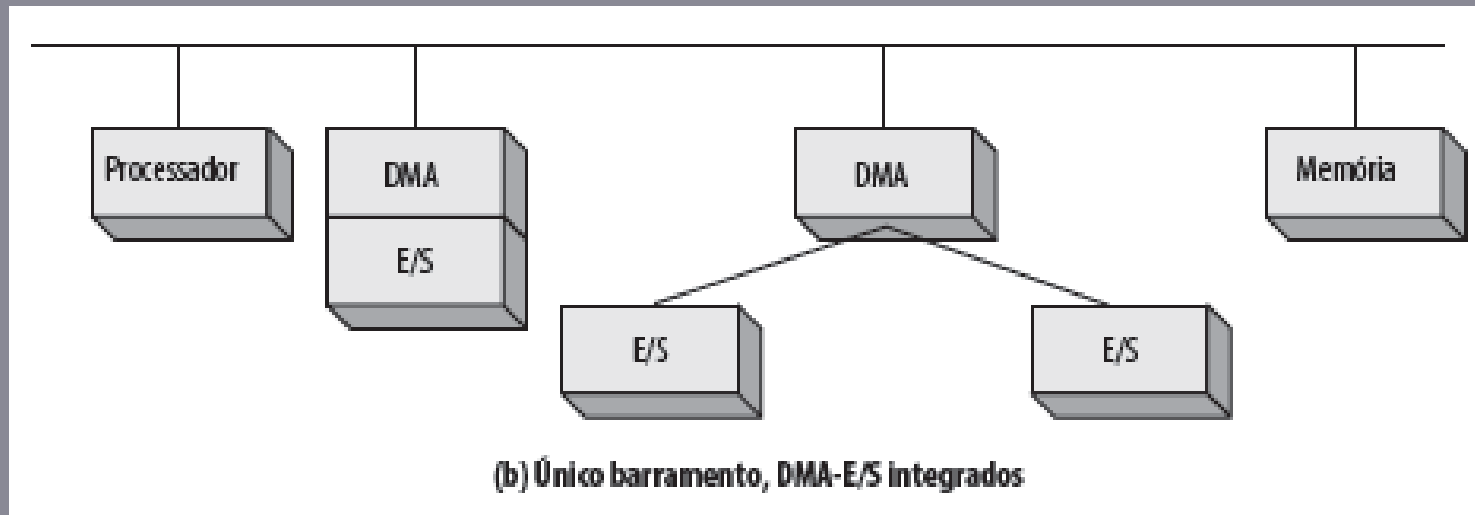 Processador
DMA
E/S
DMA
E/S
E/S
Memória
(b) Único barramento, DMA-E/S integrados